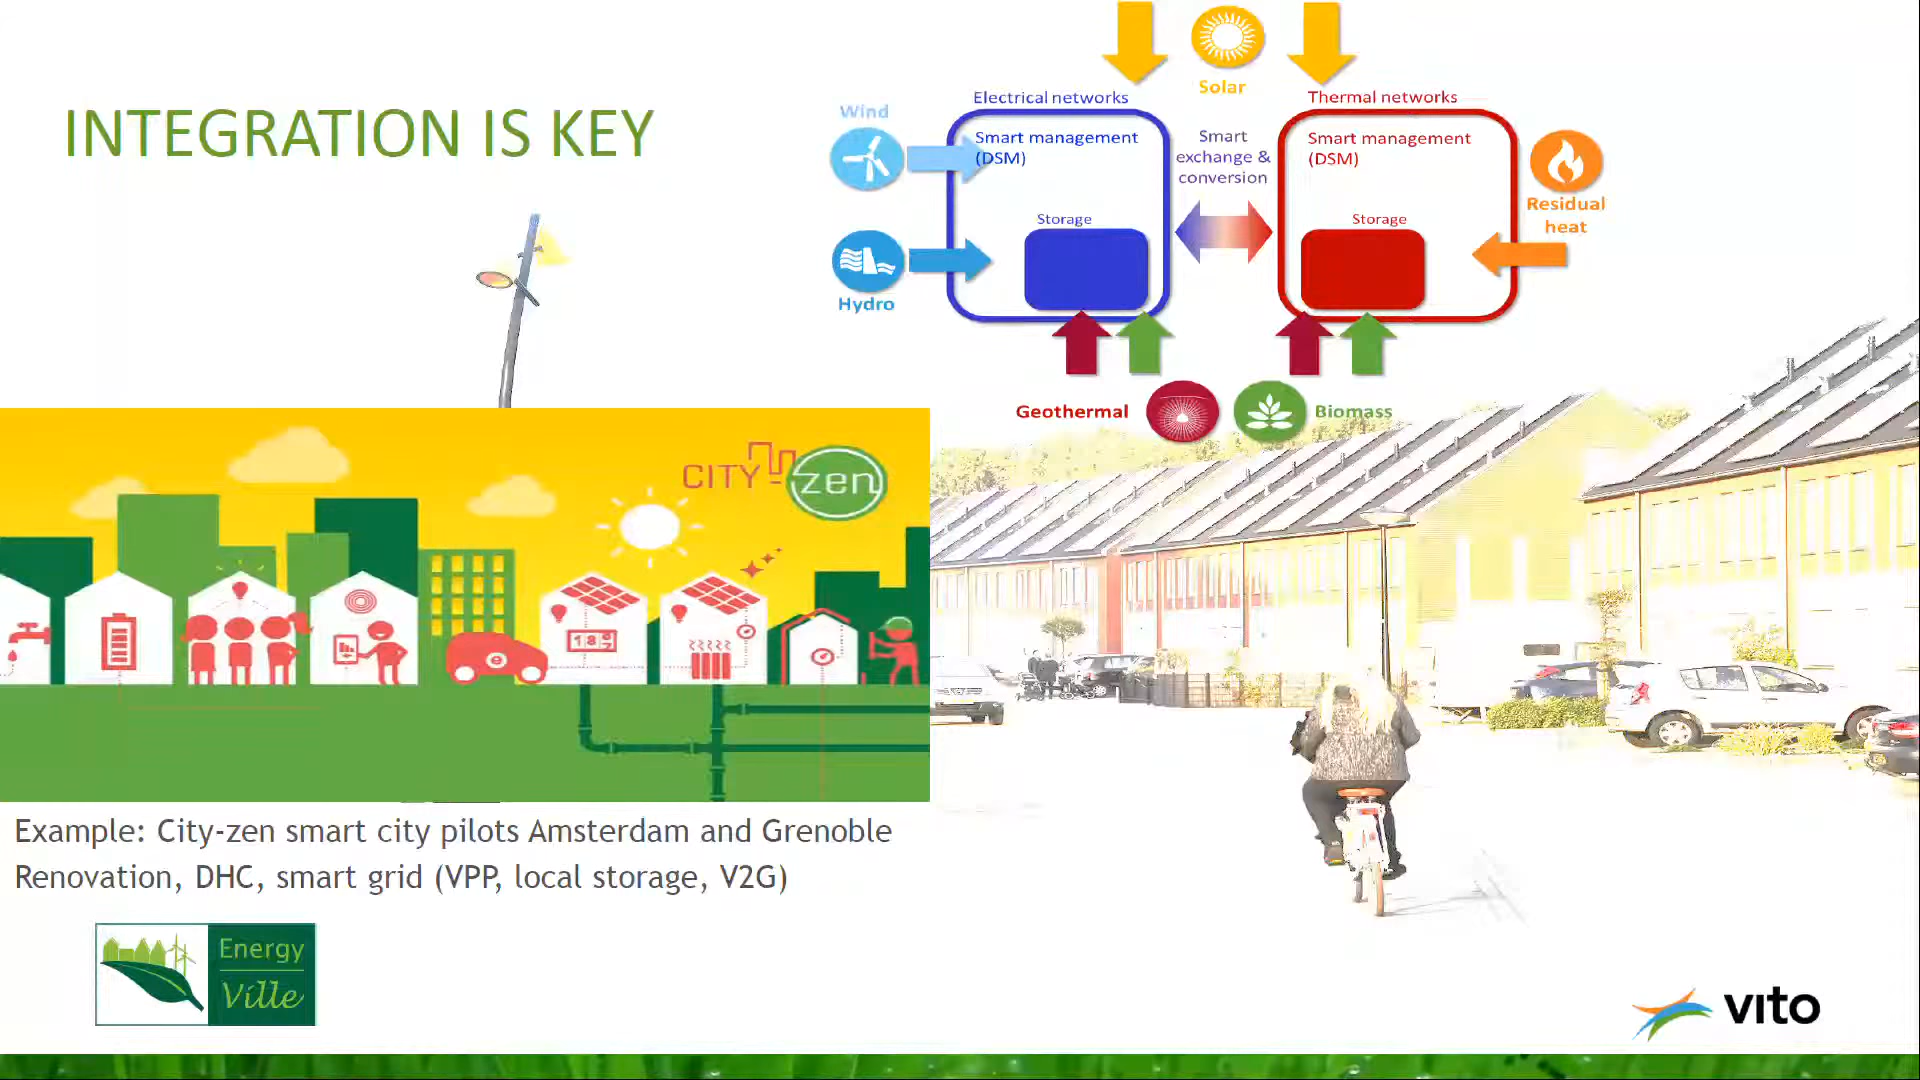 INTEGRATION IS KEY
Solar
Electrical networks
Thermal networks
Wind
Smart management
(DSM)
Smart
exchange &
conversion
Smart management
(DSM)
Residual
heat
Storage
Storage
Hydro
Geothermal
Biomass
CITY zen
e
Example: City-zen smart city pilots Amsterdam and Grenoble
Renovation, DHC, smart grid (VPP, local storage, V2G)
Energy
Ville
vito